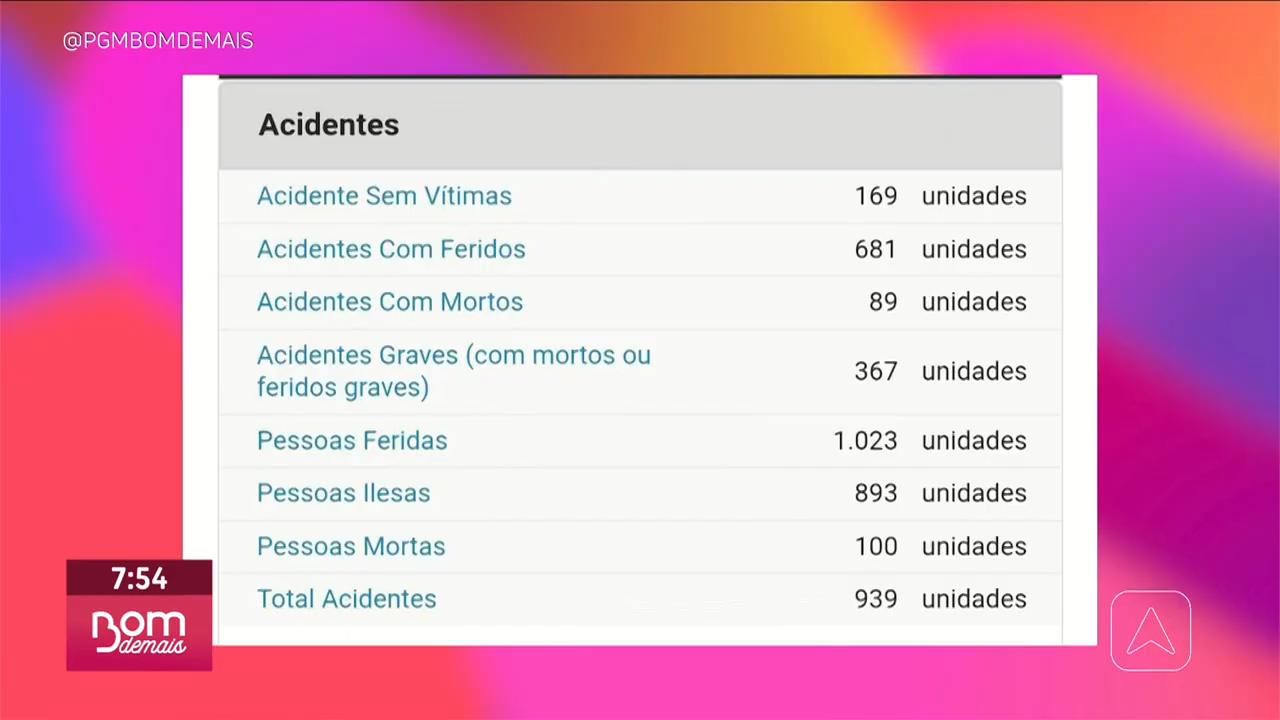 @PGMBOMDEMAIS
Acidentes
Acidente Sem Vítimas 169 unidades
Acidentes Com Feridos 681 unidades
Acidentes Com Mortos 89 unidades
Acidentes Graves (com mortos ou
feridos graves) 367 unidades
Pessoas Feridas 1.023 unidades
Pessoas Ilesas 893 unidades
Pessoas Mortas 100 unidades
Total Acidentes 939 unidades
7:54
Bom
demais